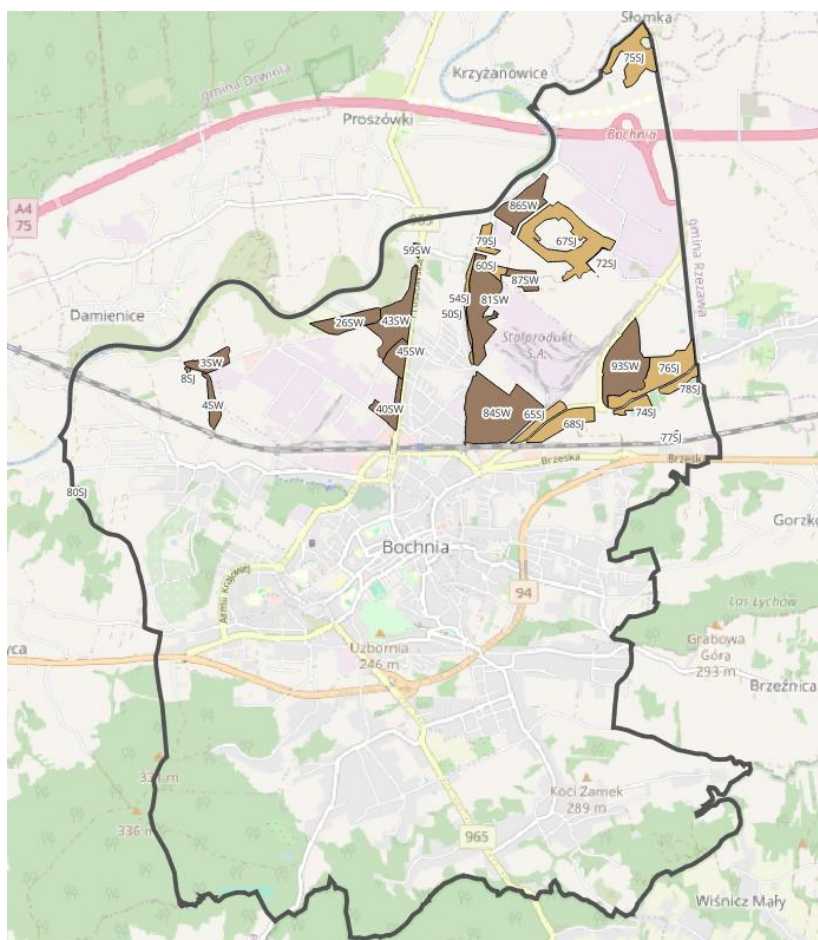 Słomka
75SJ
Krzyżanowice
gmina Drwinia
Proszówki
Bochnia
A4
75
86SW
965
gmina Rzezawa
79SJ
67SJ
59SW
60SJ
72SJ
87SW
54SJ
81SW
50SJ
Damienice
26SW
43SW
Stalprodukt
S.A.
45SW
3SW
93SW
76SJ
8SJ
78SJ
4SW
40SW
84SW
65SJ
74SJ
68SJ
77SJ
Brzeska
Brzeska
80SJ
Gorzkó
Bochnia
Armii Krajowej
94
Las Łychów
yca
Uzbornia
246 m
Grabowa
Góra
293 m
Brzeźnica
331 m
Koci Zamek
289 m
336 m
965
Wiśnicz Mały